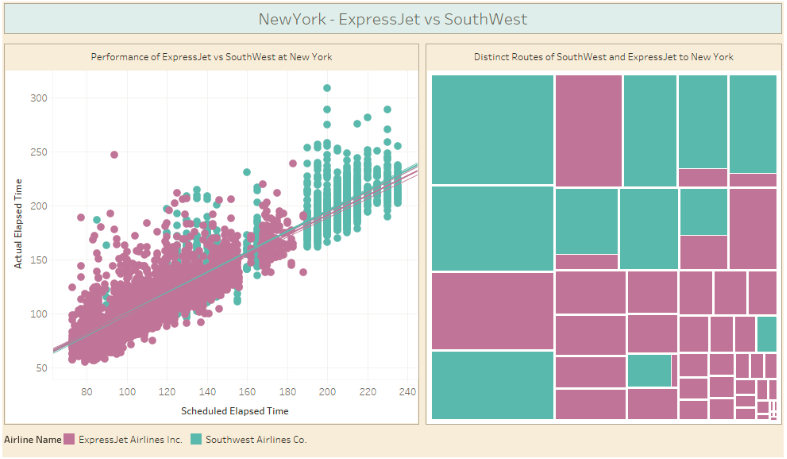 NewYork - ExpressJet vs SouthWest
Performance of ExpressJet vs SouthWest at New York
300
250
200
150
100
50
Actual Elapsed Time
80 100 120 140 160 180 200 220 240
Scheduled Elapsed Time
Distinct Routes of SouthWest and ExpressJet to New York
Airline Name ExpressJet Airlines Inc. Southwest Airlines Co.